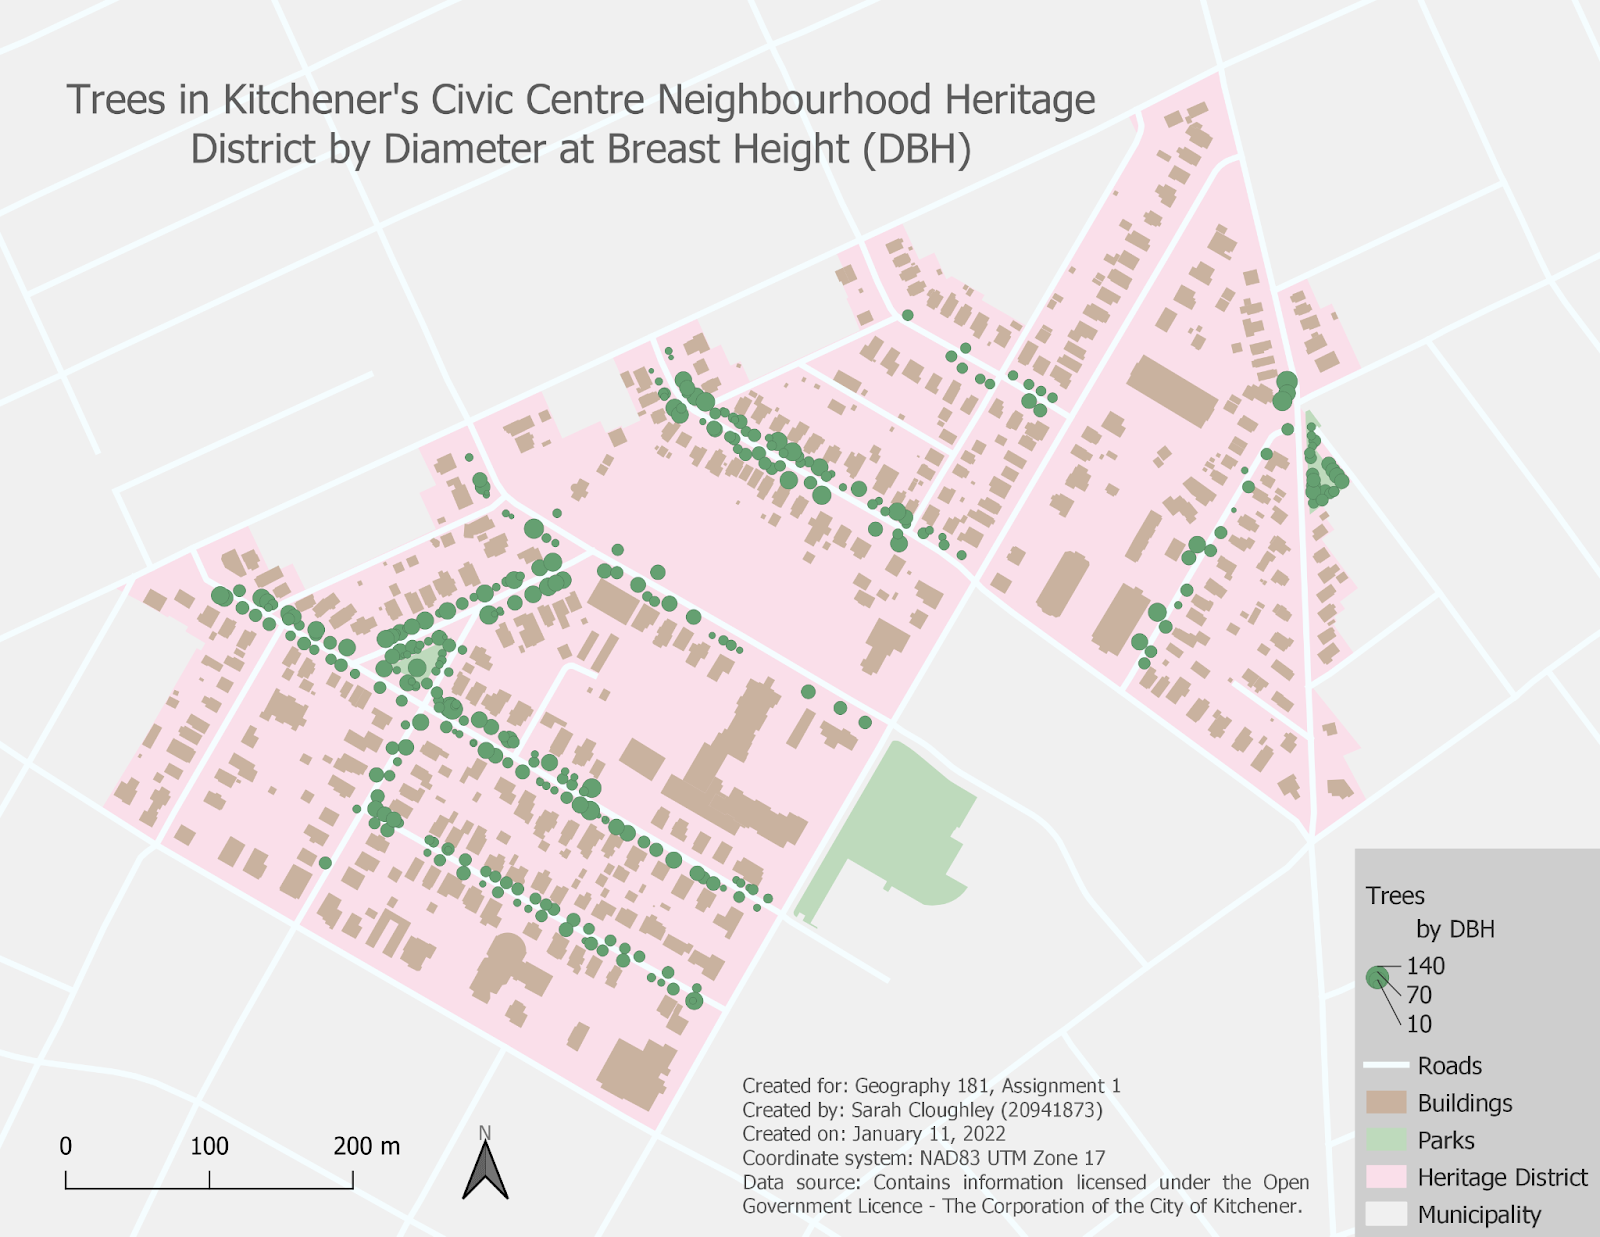 Trees in Kitchener's Civic Centre Neighbourhood Heritage
District by Diameter at Breast Height (DBH)
Trees
by DBH
140
70
10
Roads
Buildings
Parks
Heritage District
Municipality
0 100 200 m
N
Created for: Geography 181, Assignment 1
Created by: Sarah Cloughley (20941873)
Created on: January 11, 2022
Coordinate system: NAD83 UTM Zone 17
Data source: Contains information licensed under the Open
Government Licence - The Corporation of the City of Kitchener.